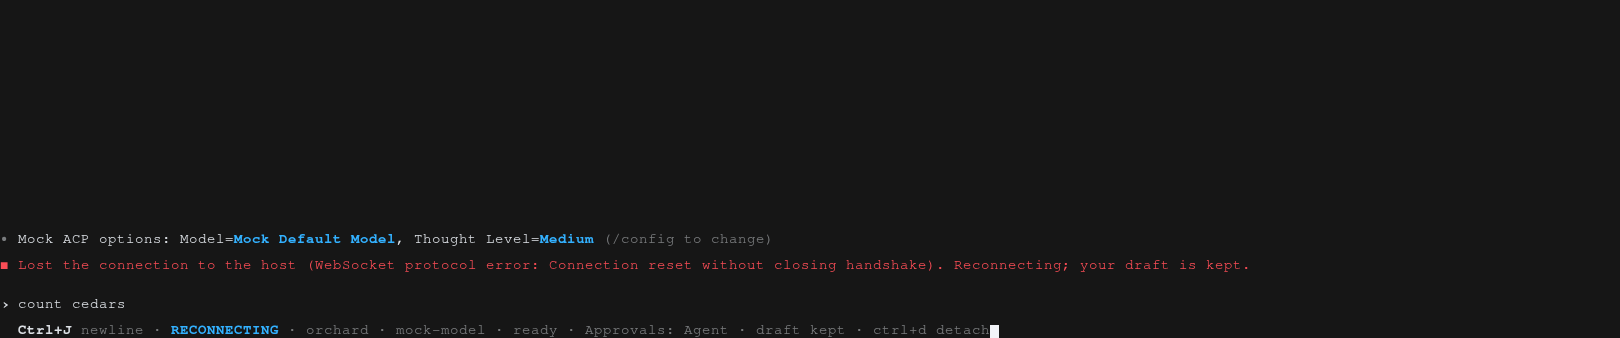 • Mock ACP options: Model=Mock Default Model, Thought Level=Medium (/config to change)
■ Lost the connection to the host (WebSocket protocol error: Connection reset without closing handshake). Reconnecting; your draft is kept.
› count cedars
Ctrl+J newline · RECONNECTING · orchard · mock-model · ready · Approvals: Agent · draft kept · ctrl+d detach